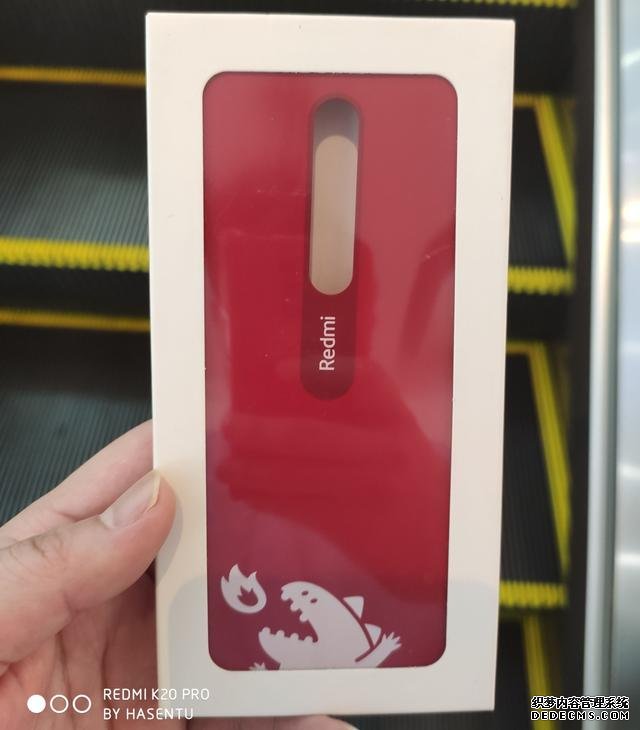 Redmi
REDMI K20 PRO
BY HASENTU
织梦内容管理系统
DEDECMS.COM